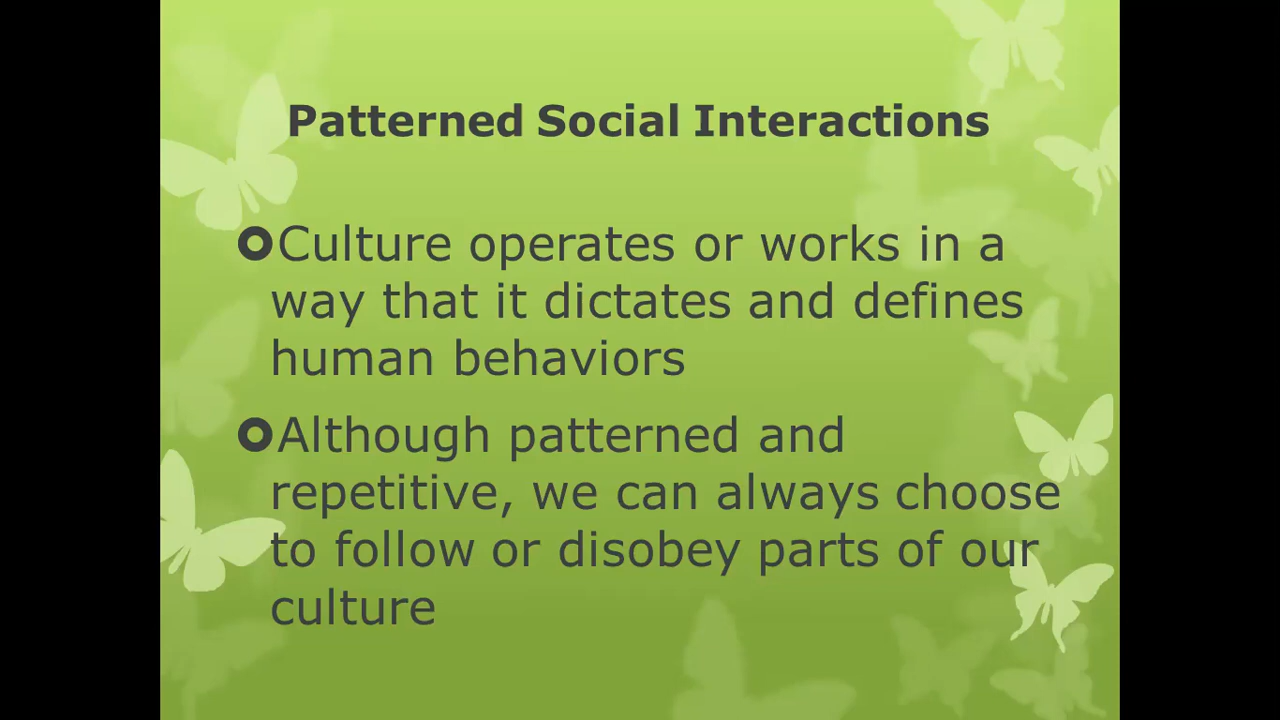 Patterned Social Interactions
Culture operates or works in a
way that it dictates and defines
human behaviors
Although patterned and
repetitive, we can always choose
to follow or disobey parts of our
culture